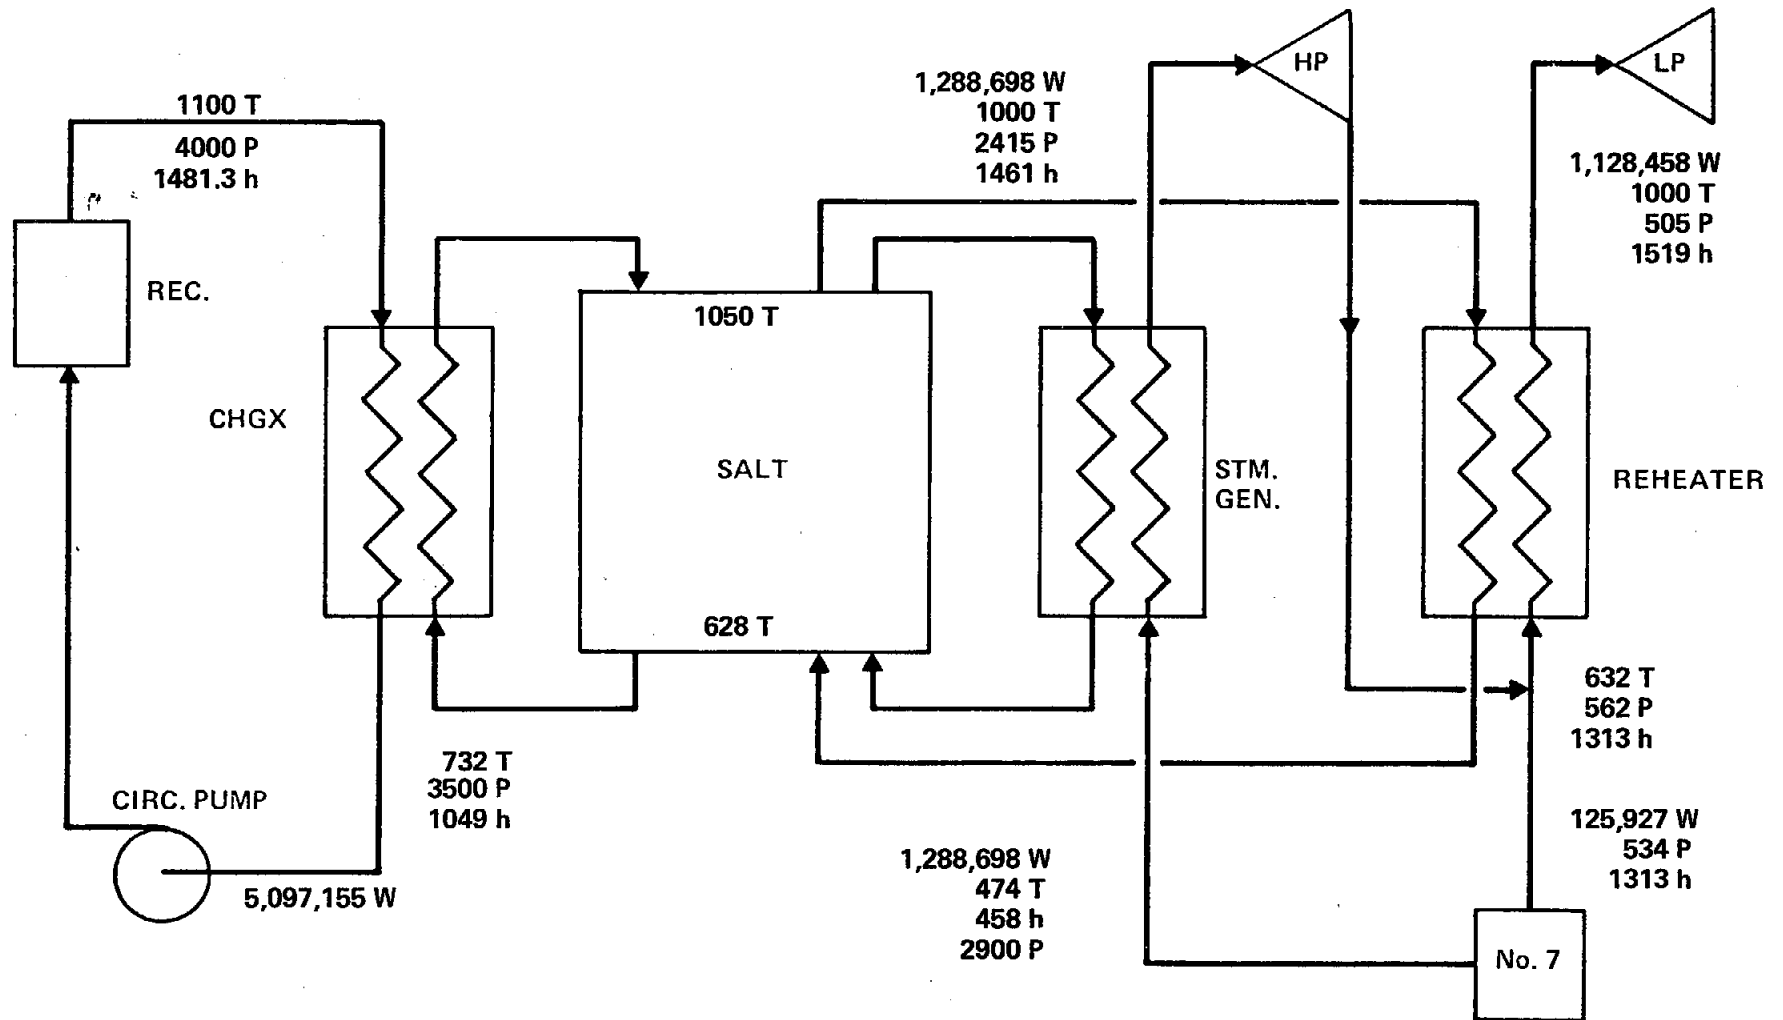 1100 T
4000 P
1481.3 h
REC.
CHGX
CIRC. PUMP
5,097,155 W
732 T
3500 P
1049 h
1050 T
SALT
628 T
1,288,698 W
1000 T
2415 P
1461 h
HP
LP
1,128,458 W
1000 T
505 P
1519 h
STM.
GEN.
REHEATER
632 T
562 P
1313 h
125,927 W
534 P
1313 h
1,288,698 W
474 T
458 h
2900 P
No. 7